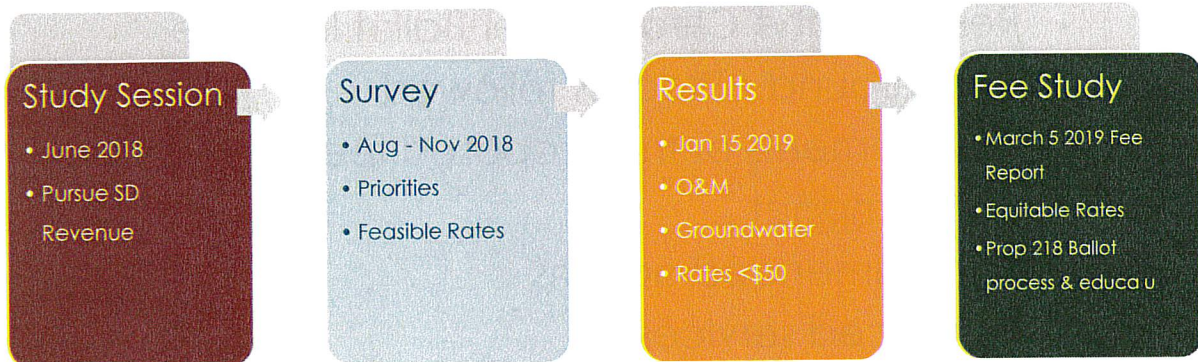 Study Session
• June 2018
• Pursue SD
Revenue
Survey
• Aug - Nov 2018
• Priorities
• Feasible Rates
Results
• Jan 15 2019
• O&M
• Groundwater
• Rates <$50
Fee Study
• March 5 2019 Fee
Report
• Equitable Rates
• Prop 218 Ballot
process &